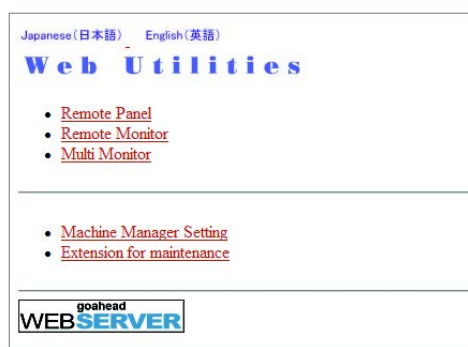 Japanese(日本語) English(英語)
Web Utilities
Remote Panel
Remote Monitor
Multi Monitor
Machine Manager Setting
Extension for maintenance
goahead
WEBSERVER